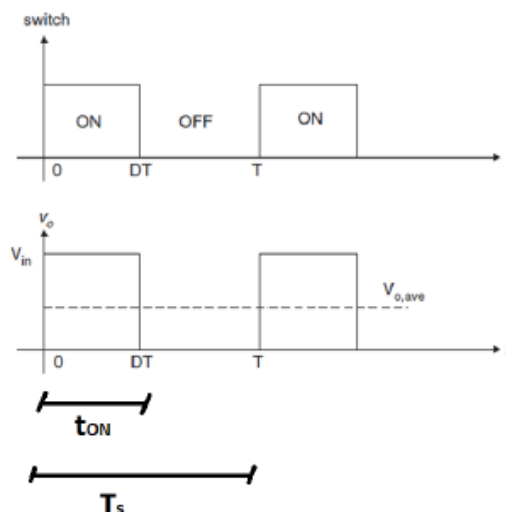 switch
ON OFF ON
0 DT T
vo
Vin
Vo,ave
0 DT T
tON
Ts